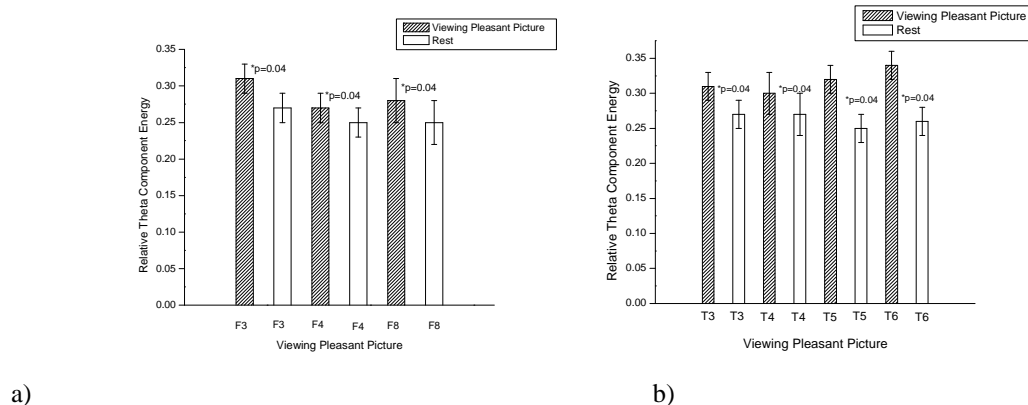 Viewing Pleasant Picture
Rest
*p=0.04
*p=0.04
*p=0.04
0.35
0.30
0.25
0.20
0.15
0.10
0.05
0.00
Relative Theta Component Energy
F3 F3 F4 F4 F8 F8
Viewing Pleasant Picture
a)
Viewing Pleasant Picture
Rest
*p=0.04
*p=0.04
*p=0.04
*p=0.04
0.35
0.30
0.25
0.20
0.15
0.10
0.05
0.00
Relative Theta Component Energy
T3 T3 T4 T4 T5 T5 T6 T6
Viewing Pleasant Picture
b)